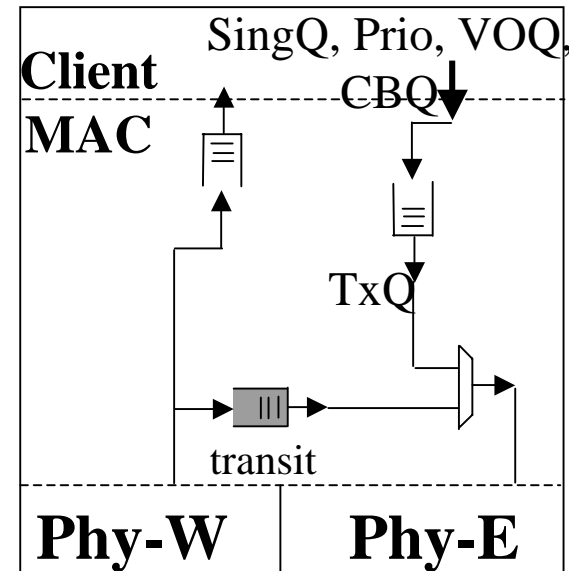 SingQ, Prio, VOQ,
Client
CBQ
MAC
TxQ
transit
Phy-W
Phy-E